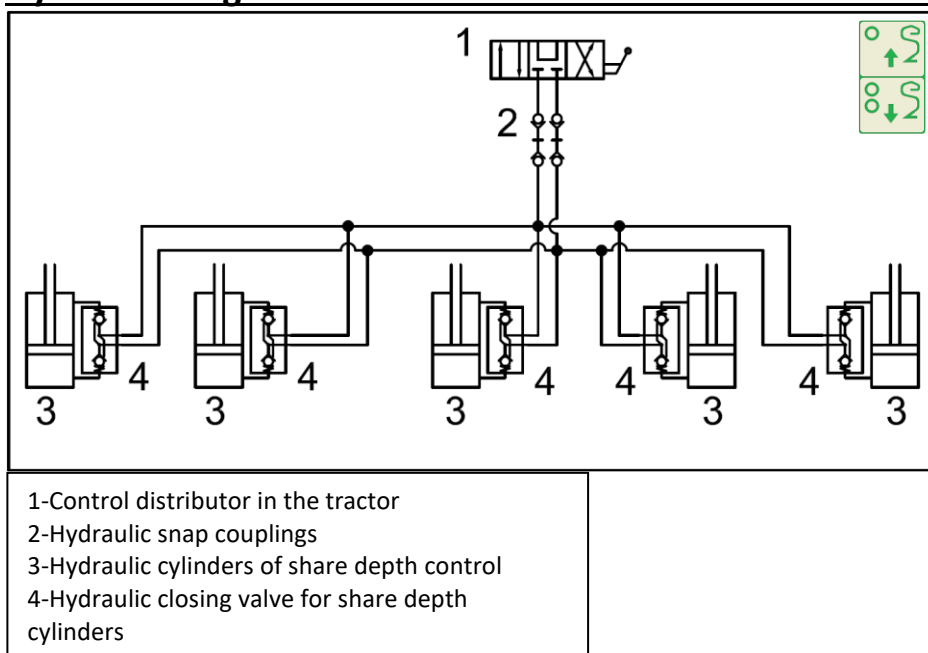 1
2
4
4
4
4
4
3
3
3
3
3
1-Control distributor in the tractor
2-Hydraulic snap couplings
3-Hydraulic cylinders of share depth control
4-Hydraulic closing valve for share depth
cylinders